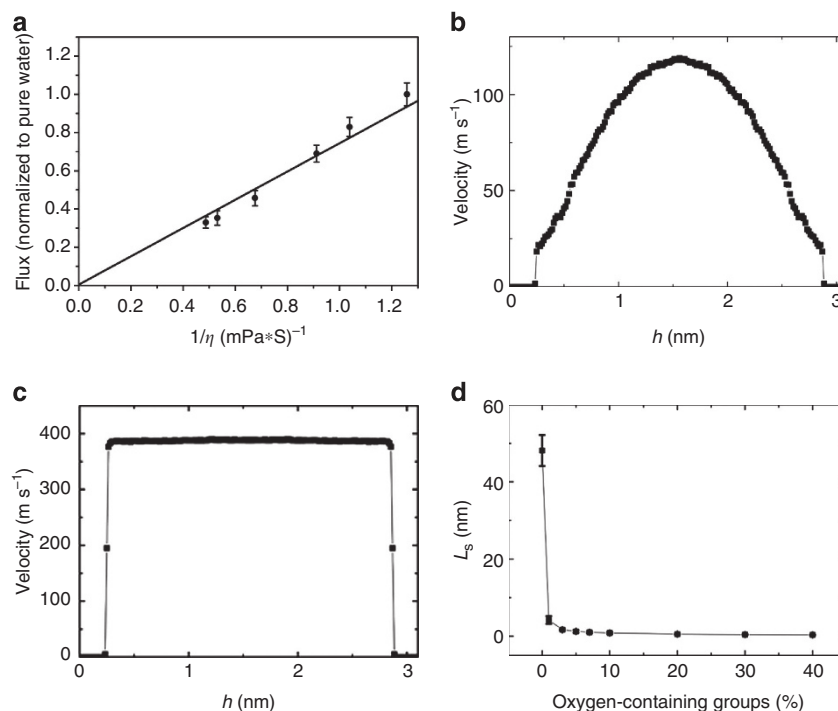 a
Flux (normalized to pure water)
1.2
1.0
0.8
0.6
0.4
0.2
0.0
0.0 0.2 0.4 0.6 0.8 1.0 1.2
1/η (mPa∗S)⁻¹
b
Velocity (m s⁻¹)
100
50
0
0 1 2 3
h (nm)
c
Velocity (m s⁻¹)
400
300
200
100
0
0 1 2 3
h (nm)
d
Lₛ (nm)
60
40
20
0
0 10 20 30 40
Oxygen-containing groups (%)